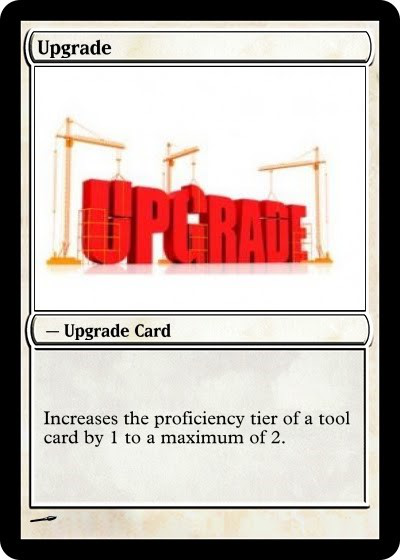 Upgrade
UPGRADE
— Upgrade Card
Increases the proficiency tier of a tool
card by 1 to a maximum of 2.